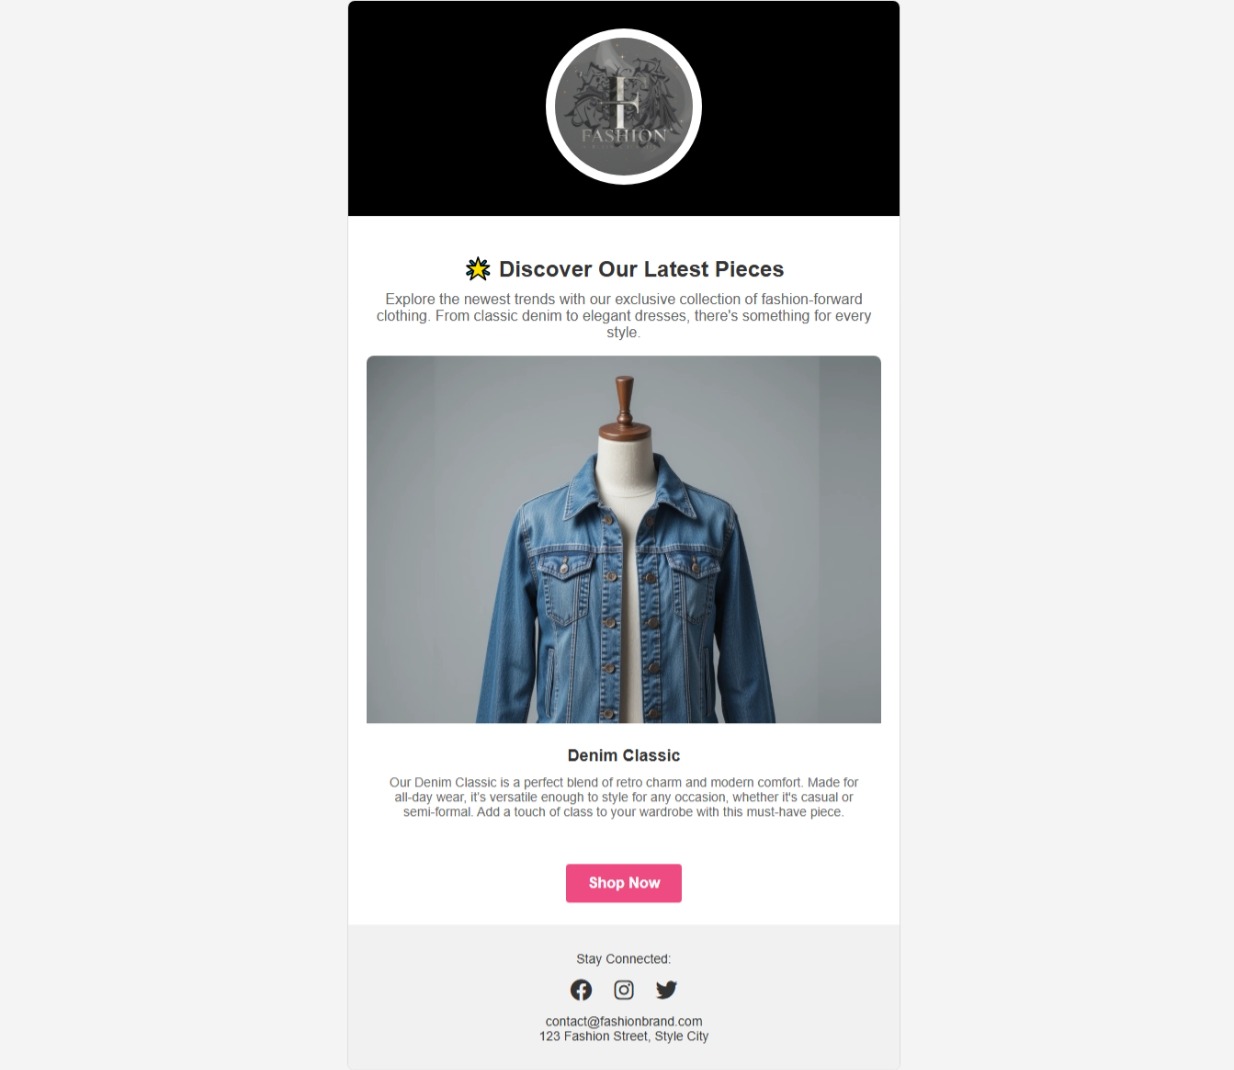 F
FASHION
🌟 Discover Our Latest Pieces
Explore the newest trends with our exclusive collection of fashion-forward
clothing. From classic denim to elegant dresses, there's something for every
style.
Denim Classic
Our Denim Classic is a perfect blend of retro charm and modern comfort. Made for
all-day wear, it's versatile enough to style for any occasion, whether it's casual or
semi-formal. Add a touch of class to your wardrobe with this must-have piece.
Shop Now
Stay Connected:
contact@fashionbrand.com
123 Fashion Street, Style City